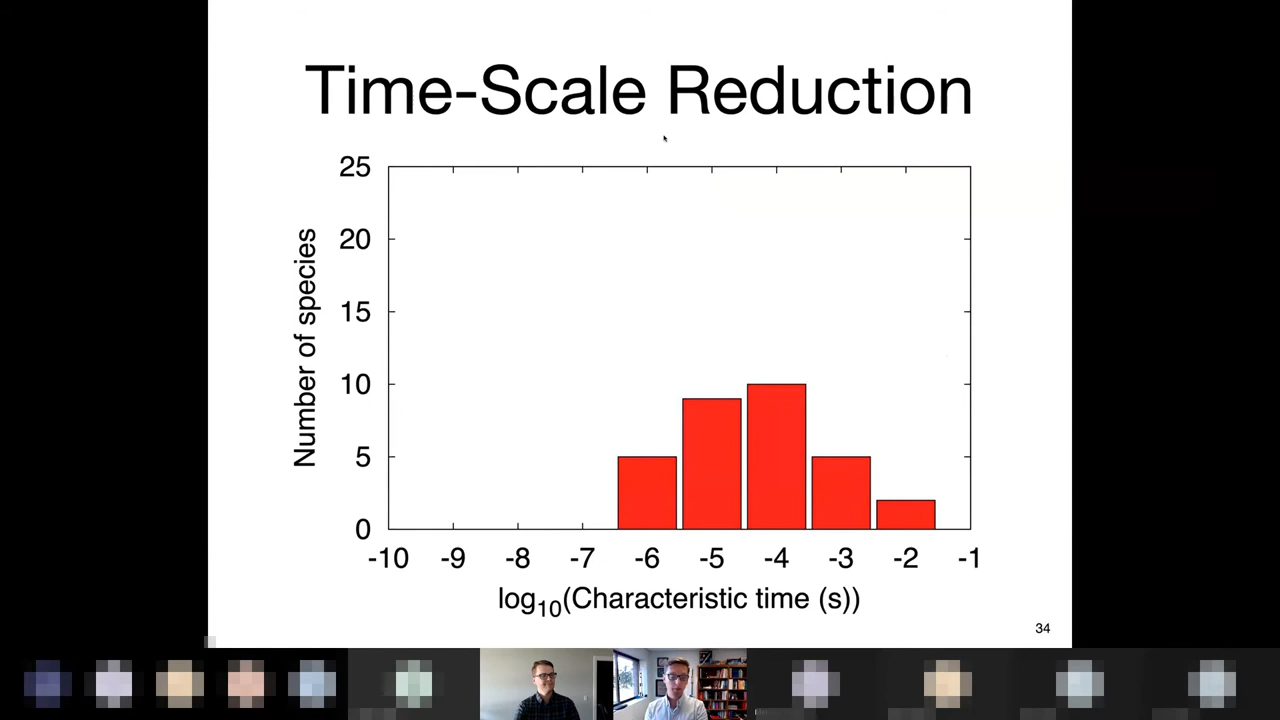 Time-Scale Reduction
25
20
15
10
5
0
Number of species
-10 -9 -8 -7 -6 -5 -4 -3 -2 -1
log10(Characteristic time (s))
34